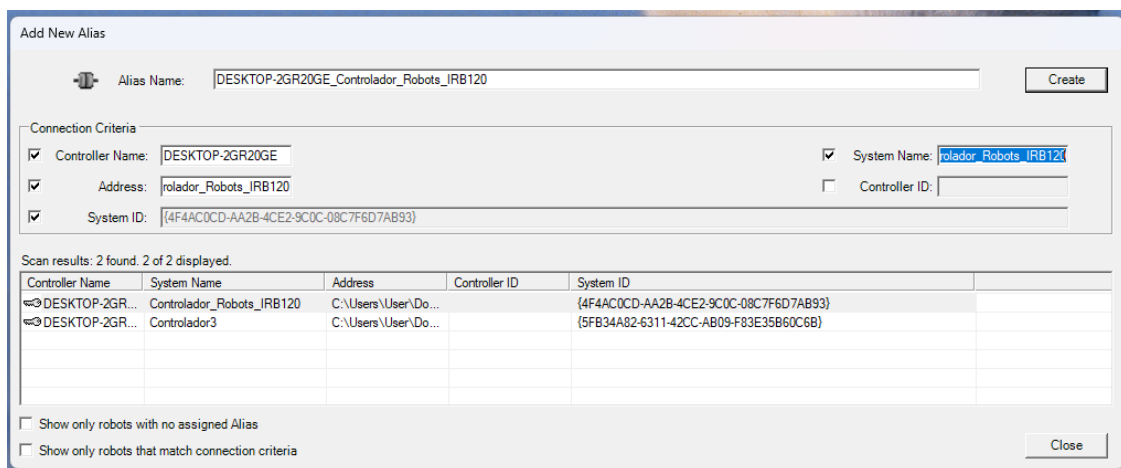 Add New Alias
Alias Name: DESKTOP-2GR20GE_Controlador_Robots_IRB120 Create
Connection Criteria
Controller Name: DESKTOP-2GR20GE System Name: rolador_Robots_IRB120
Address: rolador_Robots_IRB120 Controller ID:
System ID: {4F4AC0CD-AA2B-4CE2-9C0C-08C7F6D7AB93}
Scan results: 2 found. 2 of 2 displayed.
Controller Name System Name Address Controller ID System ID
DESKTOP-2GR... Controlador_Robots_IRB120 C:\Users\User\Do... {4F4AC0CD-AA2B-4CE2-9C0C-08C7F6D7AB93}
DESKTOP-2GR... Controlador3 C:\Users\User\Do... {5FB34A82-6311-42CC-AB09-F83E35B60C6B}
Show only robots with no assigned Alias
Show only robots that match connection criteria Close